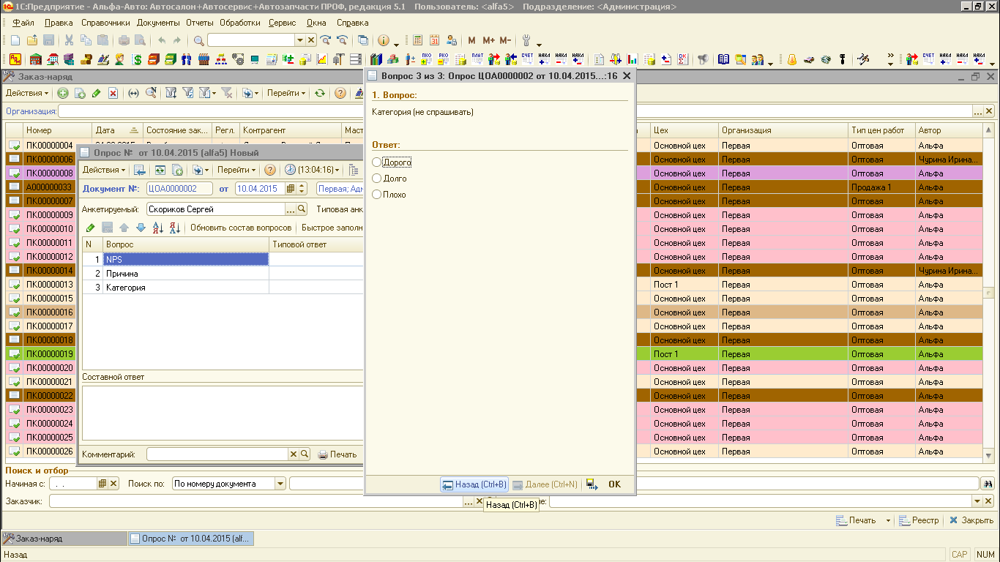 1С:Предприятие - Альфа-Авто: Автосалон+Автосервис+Автозапчасти ПРОФ, редакция 5.1 Пользователь: <alfa5> Подразделение: <Администрация>
Файл Правка Справочники Документы Отчеты Обработки Сервис Окна Справка
M M+ M-
Заказ-наряд
Действия Перейти
Организация:
Номер Дата Состояние зак... Регл. Контрагент Маст Цех Организация Тип цен работ Автор
ПК00000004 Основной цех Первая Оптовая Альфа
ПК00000006 Основной цех Первая Оптовая Чурина Ирина...
ПК00000008 Основной цех Первая Оптовая Альфа
А000000033 Основной цех Первая Продажа 1 Альфа
ПК00000007 Основной цех Первая Оптовая Альфа
ПК00000009 Основной цех Первая Оптовая Альфа
ПК00000010 Основной цех Первая Оптовая Альфа
ПК00000011 Основной цех Первая Оптовая Альфа
ПК00000012 Основной цех Первая Оптовая Альфа
ПК00000014 Основной цех Первая Оптовая Чурина Ирина...
ПК00000013 Пост 1 Первая Оптовая Альфа
ПК00000015 Основной цех Первая Оптовая Альфа
ПК00000016 Основной цех Первая Оптовая Альфа
ПК00000017 Основной цех Первая Оптовая Альфа
ПК00000018 Основной цех Первая Оптовая Альфа
ПК00000019 Пост 1 Первая Оптовая Альфа
ПК00000020 Основной цех Первая Оптовая Альфа
ПК00000021 Основной цех Первая Оптовая Альфа
ПК00000022 Основной цех Первая Оптовая Альфа
ПК00000023 Основной цех Первая Оптовая Альфа
ПК00000024 Основной цех Первая Оптовая Альфа
ПК00000025 Основной цех Первая Оптовая Альфа
ПК00000026 Основной цех Первая Оптовая Альфа
Опрос № от 10.04.2015 (alfa5) Новый
Действия Перейти (13:04:16)
Документ №: ЦОА0000002 от 10.04.2015 Первая; Адм
Анкетируемый: Скориков Сергей ... Типовая анк
Обновить состав вопросов Быстрое заполн
N Вопрос Типовой ответ
1 NPS
2 Причина
3 Категория
Составной ответ
Комментарий: Печать
Вопрос 3 из 3: Опрос ЦОА0000002 от 10.04.2015...:16
1. Вопрос:
Категория (не спрашивать)
Ответ:
Дорого
Долго
Плохо
Назад (Ctrl+B) Далее (Ctrl+N) OK
Назад (Ctrl+B)
Поиск и отбор
Начиная с: . . Поиск по: По номеру документа
Заказчик: ... е:
Печать Реестр Закрыть
Заказ-наряд Опрос № от 10.04.2015 (alf...
Назад CAP NUM